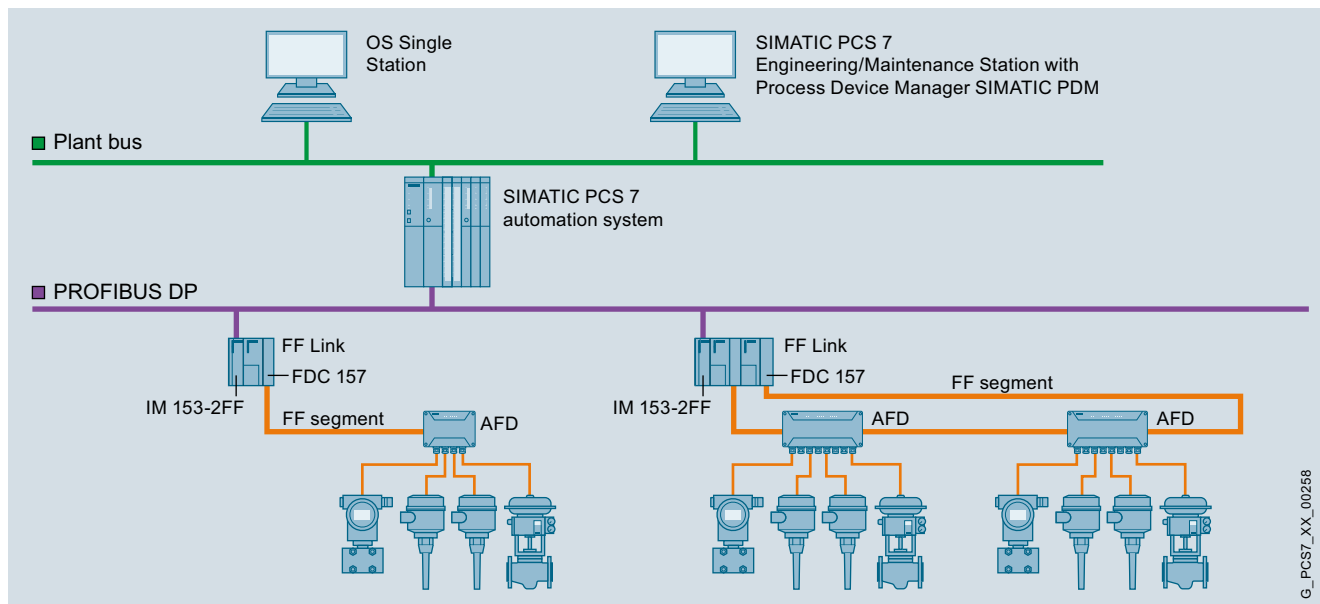 OS Single
Station
SIMATIC PCS 7
Engineering/Maintenance Station with
Process Device Manager SIMATIC PDM
Plant bus
SIMATIC PCS 7
automation system
PROFIBUS DP
FF Link
FDC 157
IM 153-2FF
FF segment
AFD
FF Link
FDC 157
IM 153-2FF
FF segment
AFD
AFD
G_PCS7_XX_00258